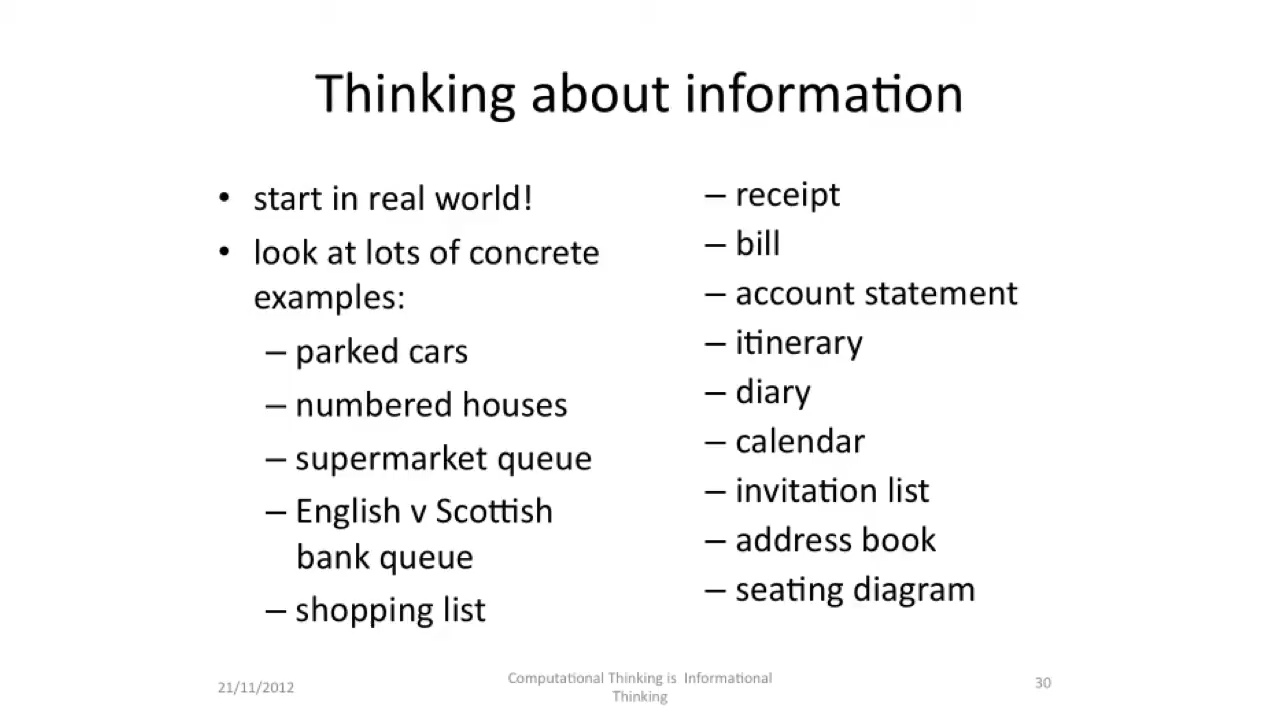 Thinking about information
• start in real world!
• look at lots of concrete
examples:
– parked cars
– numbered houses
– supermarket queue
– English v Scottish
bank queue
– shopping list
– receipt
– bill
– account statement
– itinerary
– diary
– calendar
– invitation list
– address book
– seating diagram
21/11/2012
Computational Thinking is Informational
Thinking
30